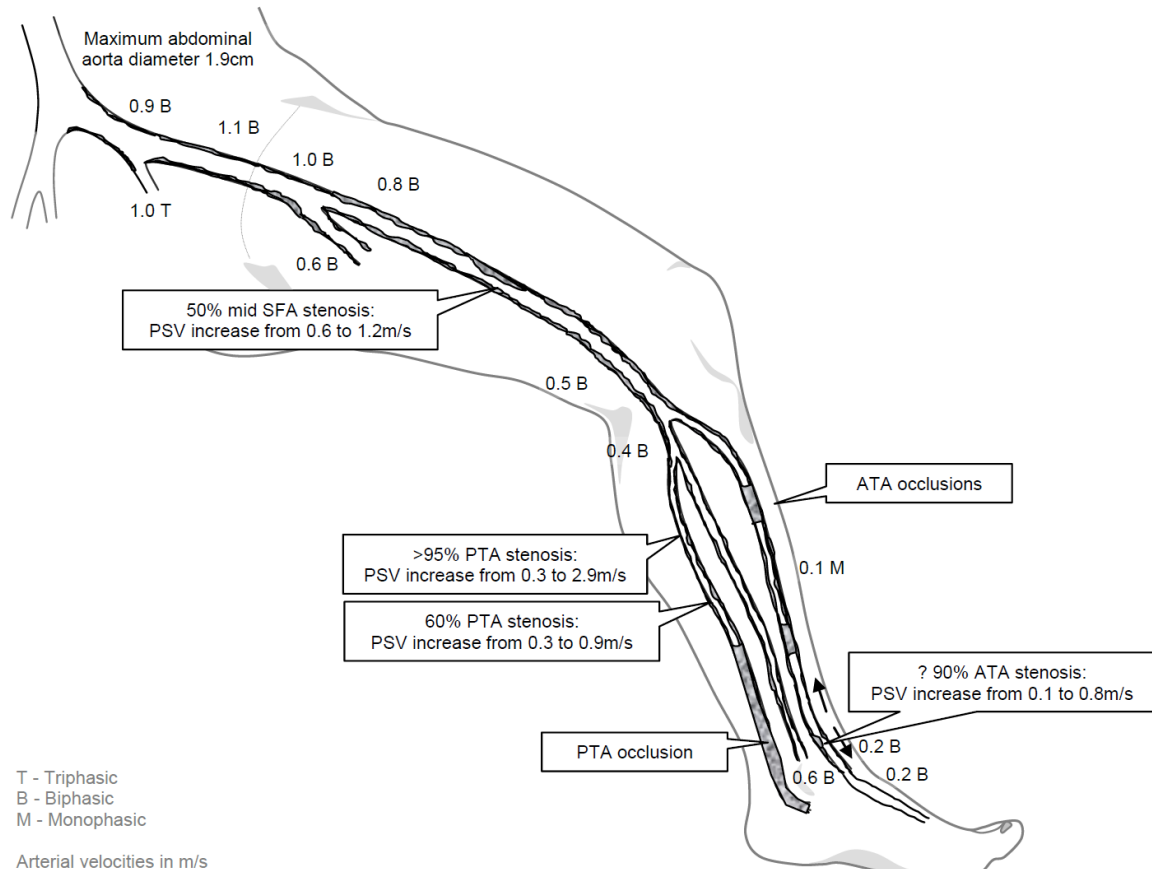 Maximum abdominal
aorta diameter 1.9cm
0.9 B
1.1 B
1.0 B
0.8 B
1.0 T
0.6 B
50% mid SFA stenosis:
PSV increase from 0.6 to 1.2m/s
0.5 B
0.4 B
ATA occlusions
>95% PTA stenosis:
PSV increase from 0.3 to 2.9m/s
0.1 M
60% PTA stenosis:
PSV increase from 0.3 to 0.9m/s
? 90% ATA stenosis:
PSV increase from 0.1 to 0.8m/s
PTA occlusion
0.2 B
0.2 B
0.6 B
T - Triphasic
B - Biphasic
M - Monophasic
Arterial velocities in m/s